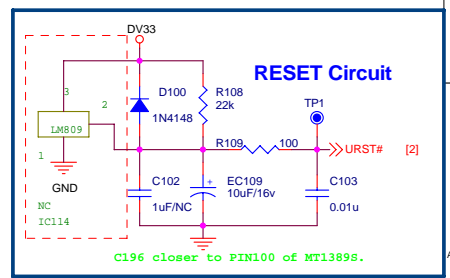 DV33
RESET Circuit
3
2
D100
1N4148
R108
22k
TP1
LM809
R109
100
URST#
[2]
1
GND
C102
1uF/NC
EC109
+
10uF/16v
C103
0.01u
NC
IC114
C196 closer to PIN100 of MT1389S.
A